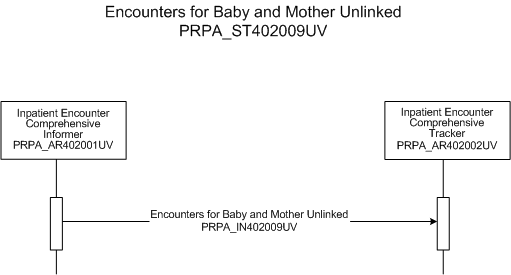 Encounters for Baby and Mother Unlinked
PRPA_ST402009UV
Inpatient Encounter
Comprehensive
Informer
PRPA_AR402001UV
Inpatient Encounter
Comprehensive
Tracker
PRPA_AR402002UV
Encounters for Baby and Mother Unlinked
PRPA_IN402009UV